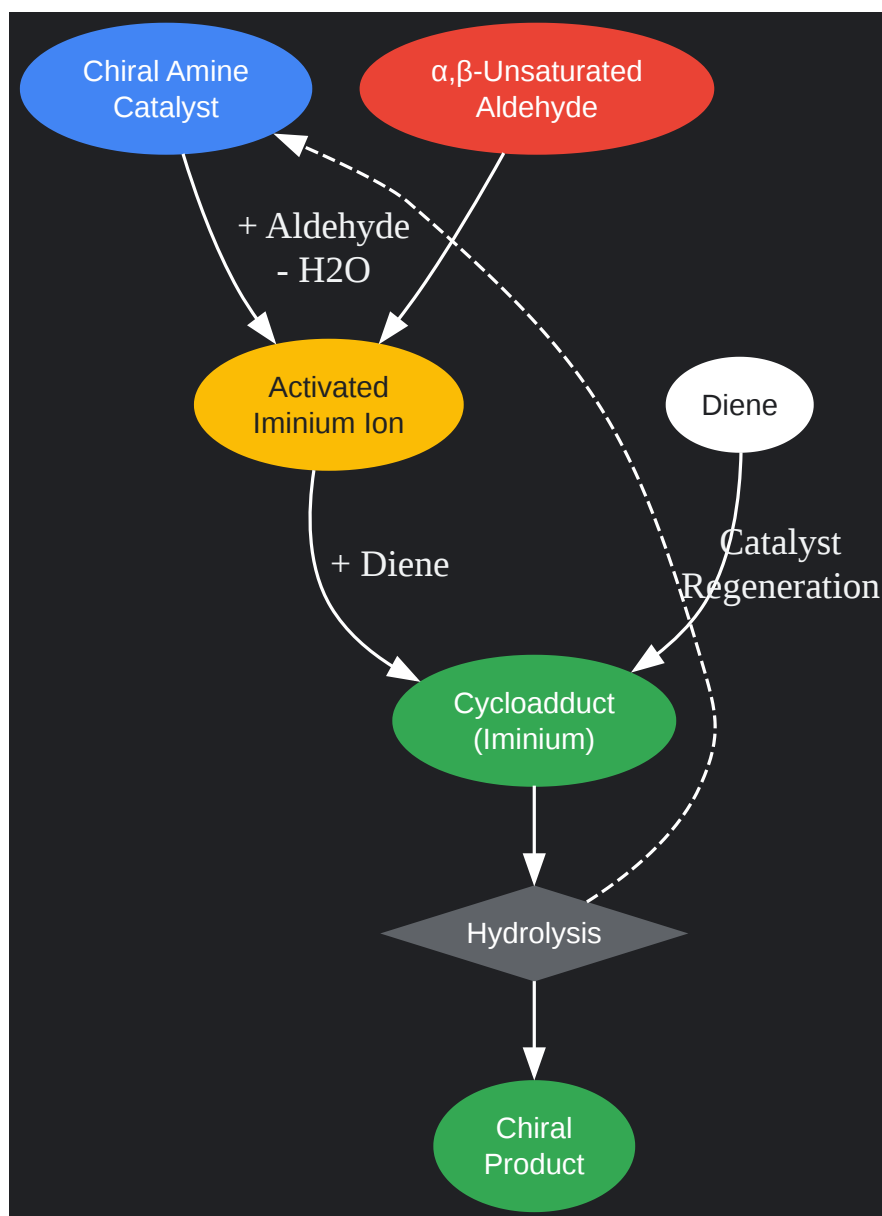 Chiral Amine
Catalyst
α,β-Unsaturated
Aldehyde
+ Aldehyde
- H2O
Activated
Iminium Ion
Diene
+ Diene
Catalyst
Regeneration
Cycloadduct
(Iminium)
Hydrolysis
Chiral
Product